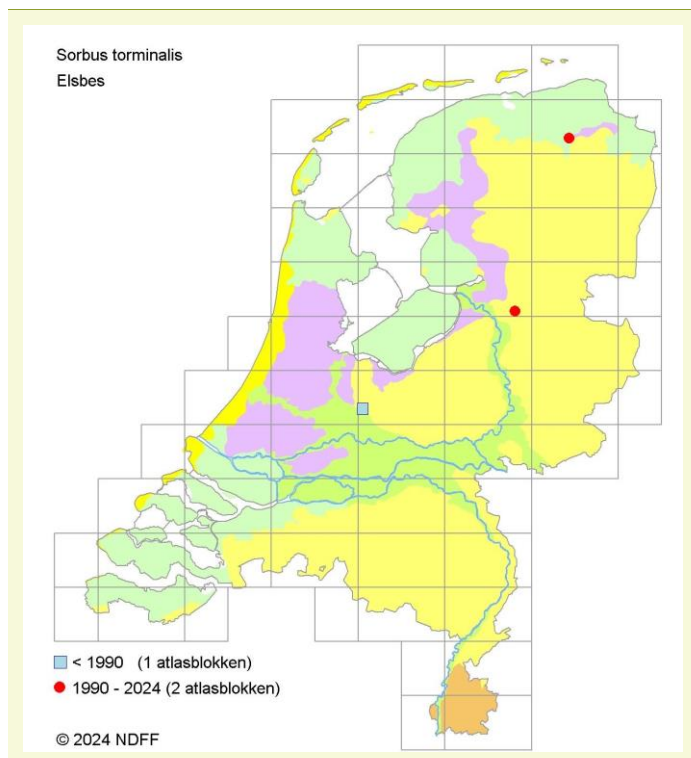 Sorbus torminalis
Elsbes
< 1990 (1 atlasblokken)
1990 - 2024 (2 atlasblokken)
© 2024 NDFF